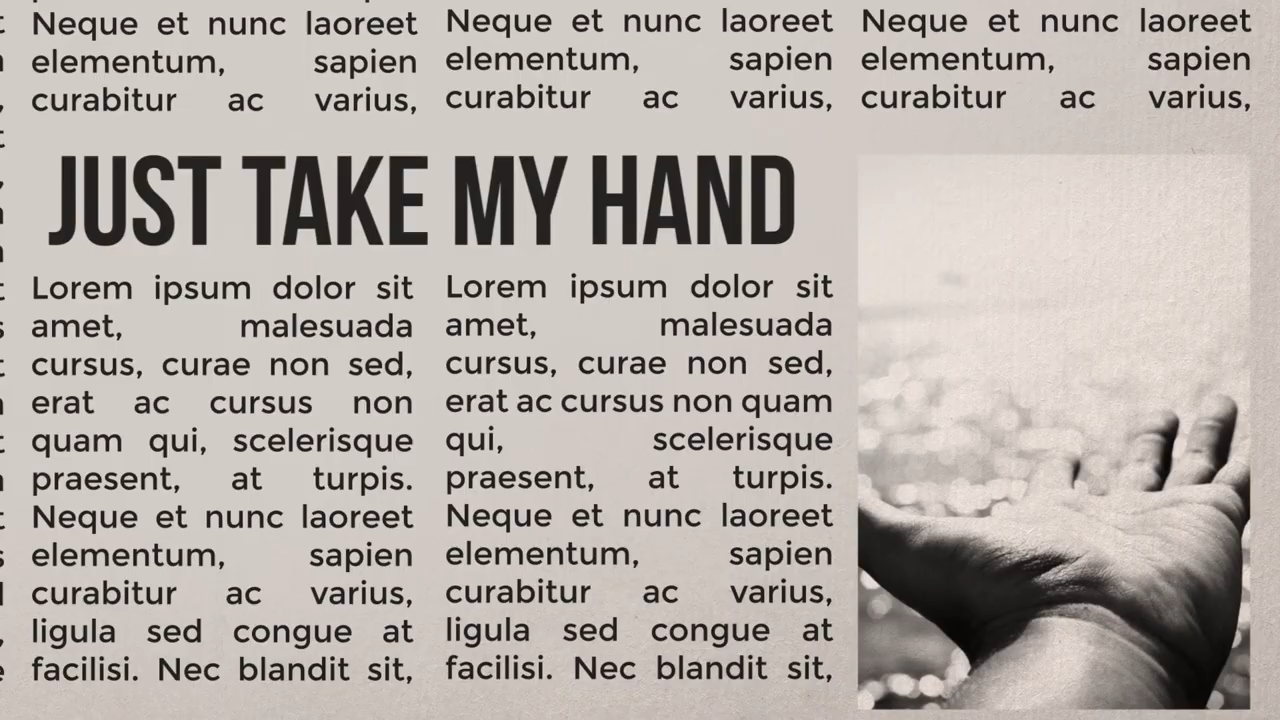 Neque et nunc laoreet
elementum, sapien
curabitur ac varius,
Neque et nunc laoreet
elementum, sapien
curabitur ac varius,
Neque et nunc laoreet
elementum, sapien
curabitur ac varius,
JUST TAKE MY HAND
Lorem ipsum dolor sit
amet, malesuada
cursus, curae non sed,
erat ac cursus non
quam qui, scelerisque
praesent, at turpis.
Neque et nunc laoreet
elementum, sapien
curabitur ac varius,
ligula sed congue at
facilisi. Nec blandit sit,
Lorem ipsum dolor sit
amet, malesuada
cursus, curae non sed,
erat ac cursus non quam
qui, scelerisque
praesent, at turpis.
Neque et nunc laoreet
elementum, sapien
curabitur ac varius,
ligula sed congue at
facilisi. Nec blandit sit,